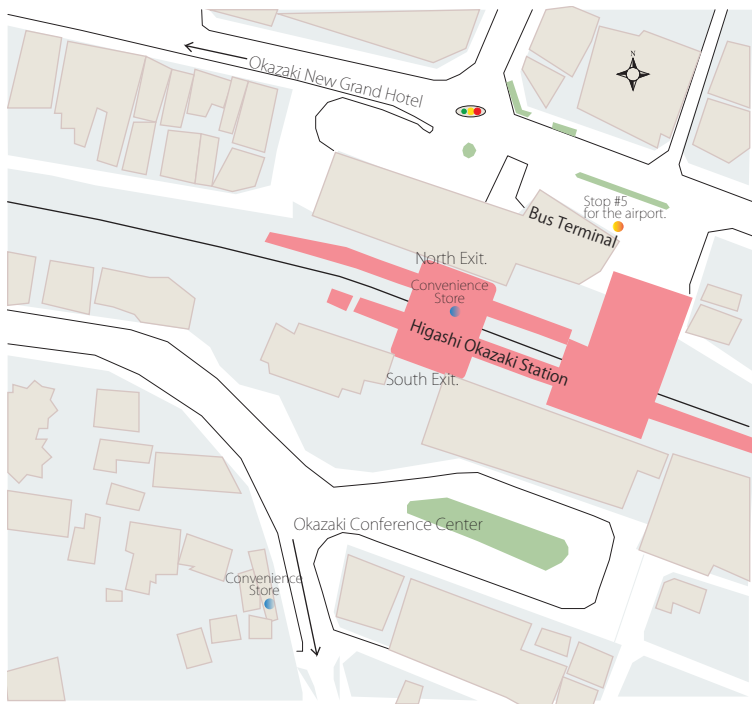 N
Okazaki New Grand Hotel
Stop #5
for the airport.
Bus Terminal
North Exit.
Convenience
Store
Higashi Okazaki Station
South Exit.
Okazaki Conference Center
Convenience
Store